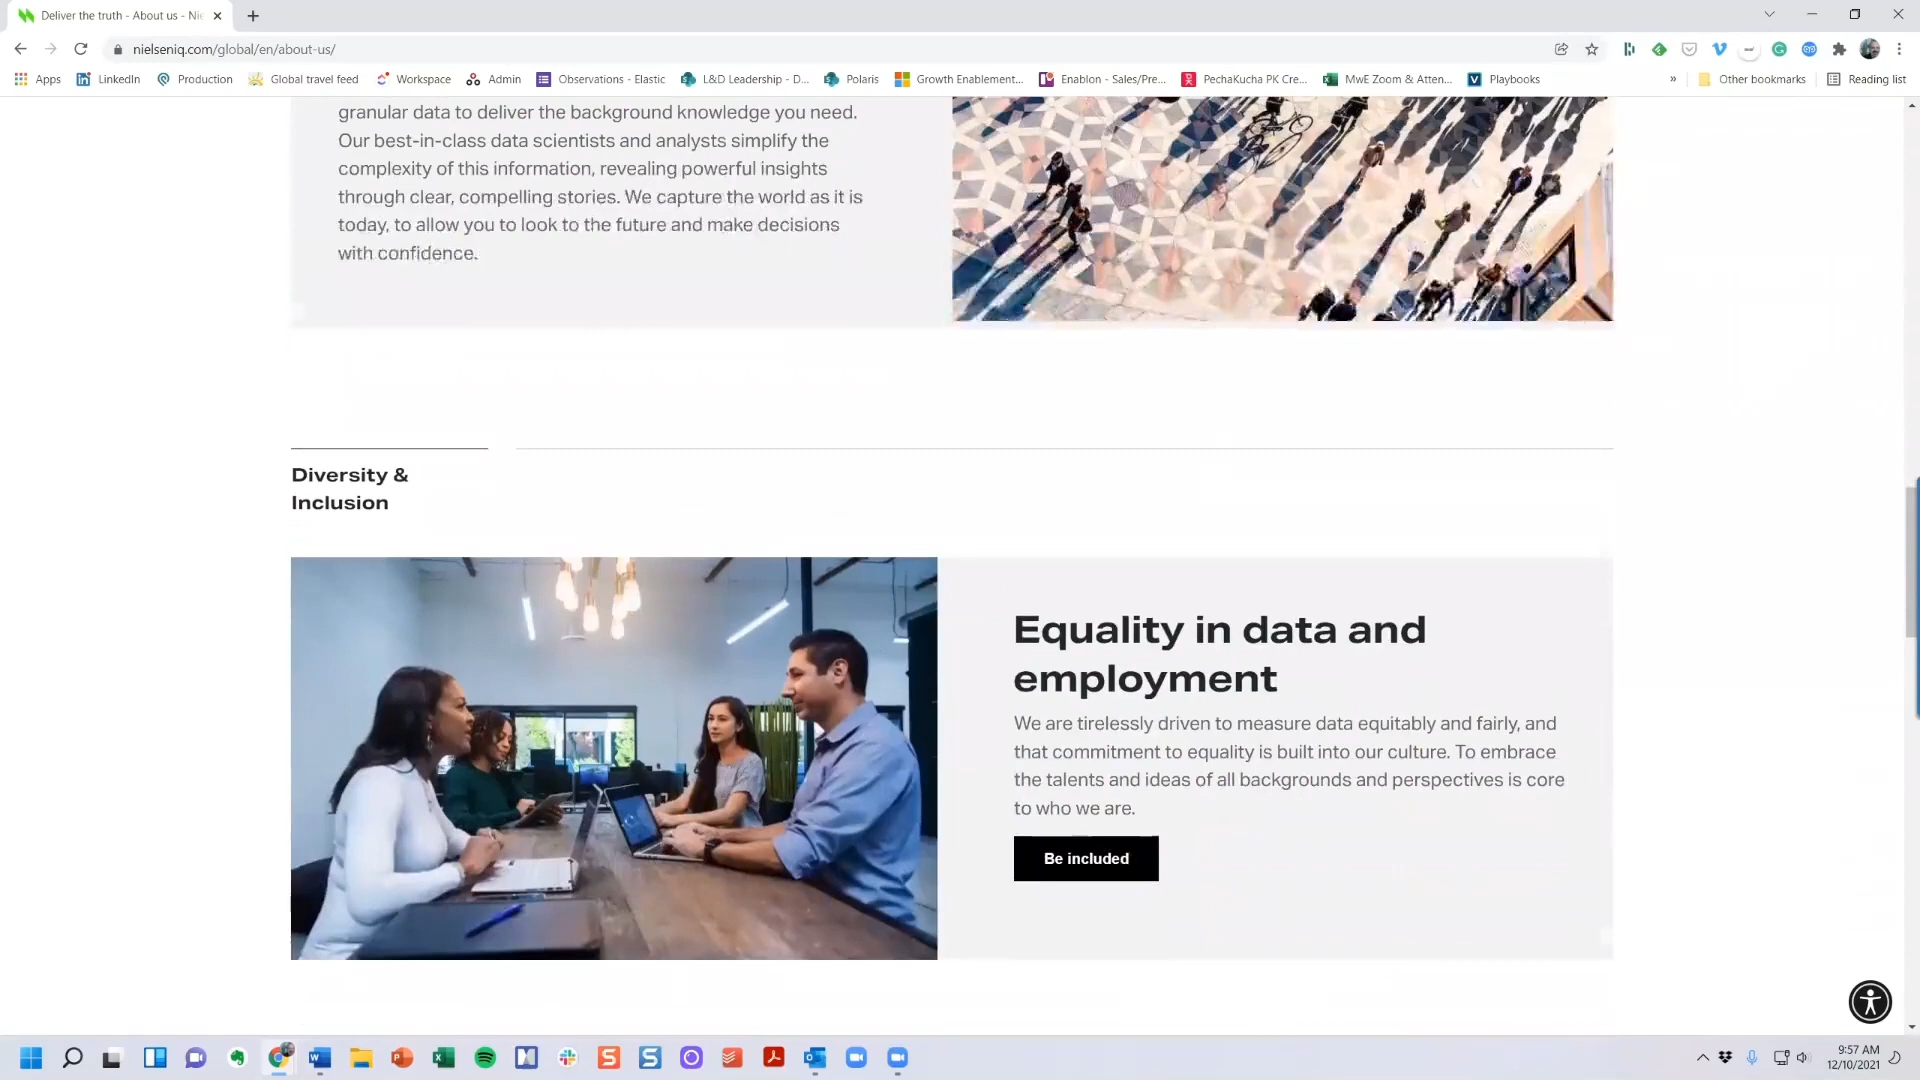 Deliver the truth - About us - Nie
nielseniq.com/global/en/about-us/
Apps LinkedIn Production Global travel feed Workspace Admin Observations - Elastic L&D Leadership - D... Polaris Growth Enablement... Enablon - Sales/Pre... PechaKucha PK Cre... MwE Zoom & Atten... Playbooks » Other bookmarks Reading list
granular data to deliver the background knowledge you need.
Our best-in-class data scientists and analysts simplify the
complexity of this information, revealing powerful insights
through clear, compelling stories. We capture the world as it is
today, to allow you to look to the future and make decisions
with confidence.
Diversity &
Inclusion
Equality in data and
employment
We are tirelessly driven to measure data equitably and fairly, and
that commitment to equality is built into our culture. To embrace
the talents and ideas of all backgrounds and perspectives is core
to who we are.
Be included
9:57 AM
12/10/2021